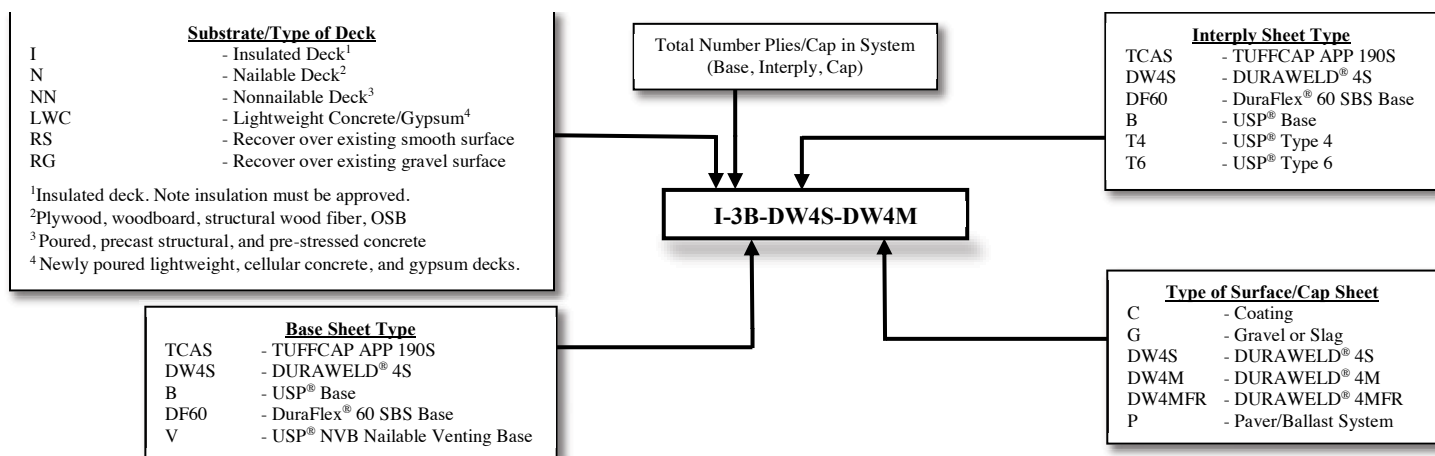 Substrate/Type of Deck
I - Insulated Deck¹
N - Nailable Deck²
NN - Nonnailable Deck³
LWC - Lightweight Concrete/Gypsum⁴
RS - Recover over existing smooth surface
RG - Recover over existing gravel surface
¹Insulated deck. Note insulation must be approved.
²Plywood, woodboard, structural wood fiber, OSB
³Poured, precast structural, and pre-stressed concrete
⁴ Newly poured lightweight, cellular concrete, and gypsum decks.
Total Number Plies/Cap in System
(Base, Interply, Cap)
Interply Sheet Type
TCAS - TUFFCAP APP 190S
DW4S - DURAWELD® 4S
DF60 - DuraFlex® 60 SBS Base
B - USP® Base
T4 - USP® Type 4
T6 - USP® Type 6
I-3B-DW4S-DW4M
Base Sheet Type
TCAS - TUFFCAP APP 190S
DW4S - DURAWELD® 4S
B - USP® Base
DF60 - DuraFlex® 60 SBS Base
V - USP® NVB Nailable Venting Base
Type of Surface/Cap Sheet
C - Coating
G - Gravel or Slag
DW4S - DURAWELD® 4S
DW4M - DURAWELD® 4M
DW4MFR - DURAWELD® 4MFR
P - Paver/Ballast System